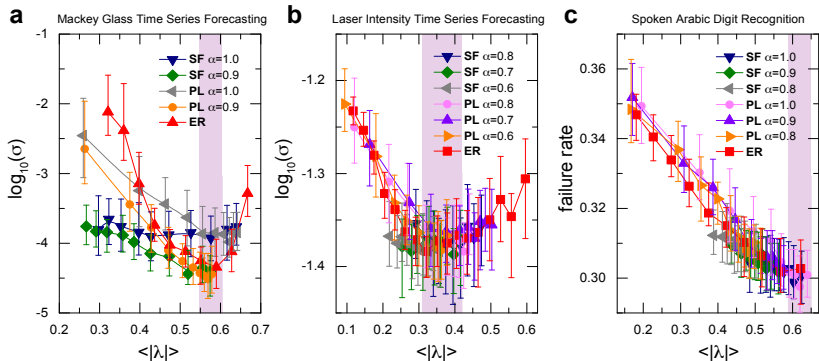 a Mackey Glass Time Series Forecasting
-1
-2
-3
-4
-5
log10(σ)
SF α=1.0
SF α=0.9
PL α=1.0
PL α=0.9
ER
0.2 0.3 0.4 0.5 0.6 0.7
<|λ|>
b Laser Intensity Time Series Forecasting
-1.2
-1.3
-1.4
log10(σ)
SF α=0.8
SF α=0.7
SF α=0.6
PL α=0.8
PL α=0.7
PL α=0.6
ER
0.1 0.2 0.3 0.4 0.5 0.6
<|λ|>
c Spoken Arabic Digit Recognition
0.36
0.34
0.32
0.30
failure rate
SF α=1.0
SF α=0.9
SF α=0.8
PL α=1.0
PL α=0.9
PL α=0.8
ER
0.2 0.3 0.4 0.5 0.6
<|λ|>